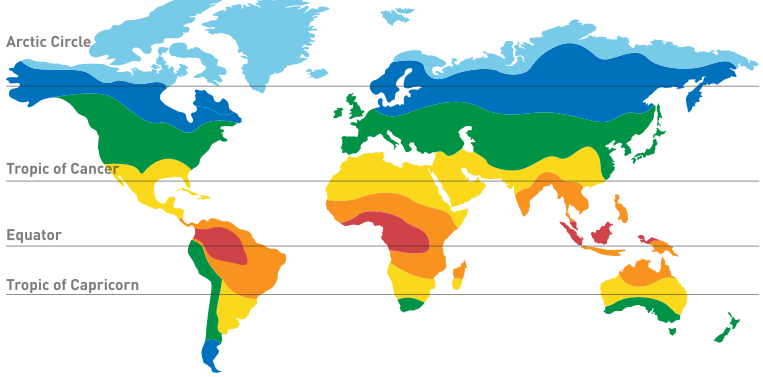 Arctic Circle
Tropic of Cancer
Equator
Tropic of Capricorn